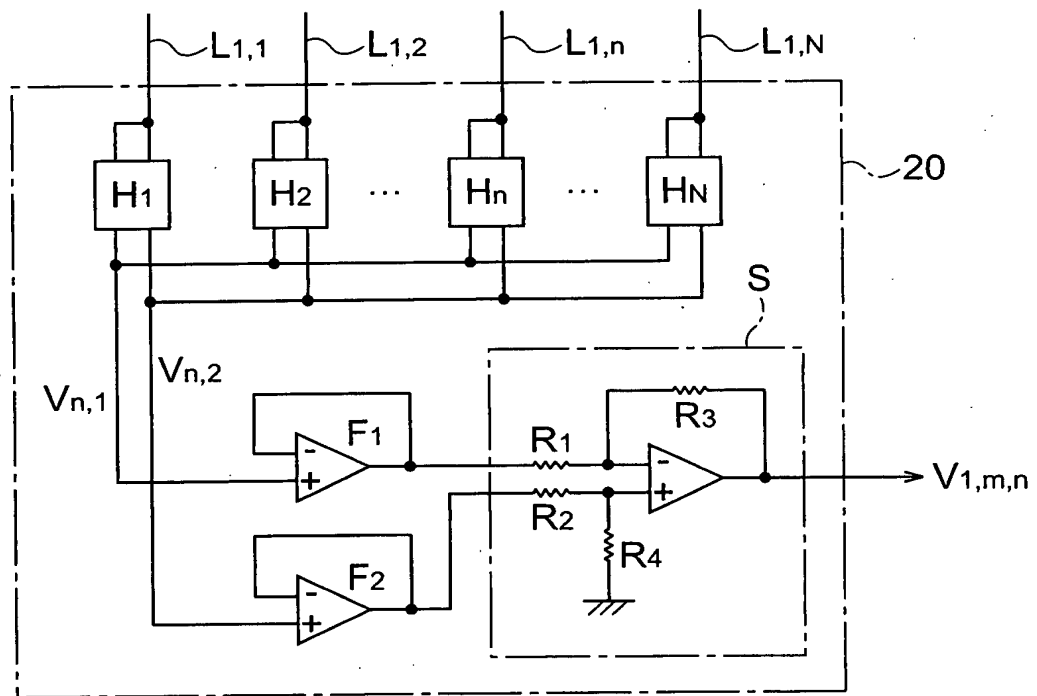 L1,1 L1,2 L1,n L1,N
H1 H2 ... Hn ... HN
20
S
Vn,1
Vn,2
R3
F1
-
+
R1
-
+
V1,m,n
R2
R4
F2
-
+